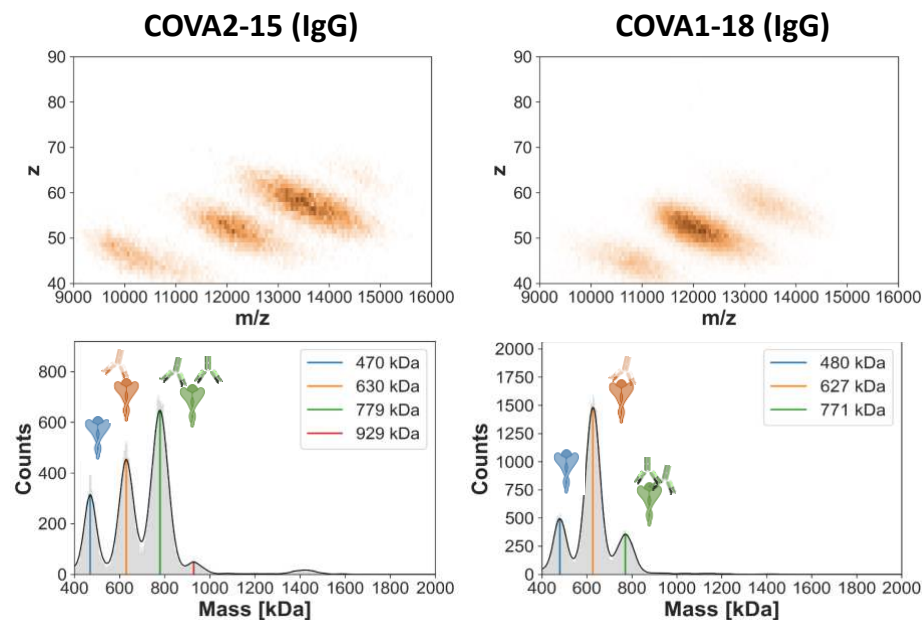 COVA2-15 (IgG)
COVA1-18 (IgG)
90
80
70
60
50
40
z
9000 10000 11000 12000 13000 14000 15000 16000
m/z
90
80
70
60
50
40
z
9000 10000 11000 12000 13000 14000 15000 16000
m/z
800
600
400
200
0
Counts
470 kDa
630 kDa
779 kDa
929 kDa
400 600 800 1000 1200 1400 1600 1800 2000
Mass [kDa]
2000
1750
1500
1250
1000
750
500
250
0
Counts
480 kDa
627 kDa
771 kDa
400 600 800 1000 1200 1400 1600 1800 2000
Mass [kDa]